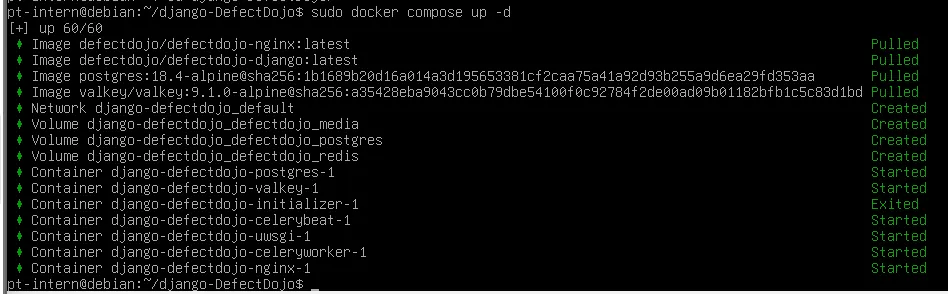 pt-intern@debian:~/django-DefectDojo$ sudo docker compose up -d
[+] up 60/60
♦ Image defectdojo/defectdojo-nginx:latest Pulled
♦ Image defectdojo/defectdojo-django:latest Pulled
♦ Image postgres:18.4-alpine@sha256:1b1689b20d16a014a3d195653381cf2caa75a41a92d93b255a9d6ea29fd353aa Pulled
♦ Image valkey/valkey:9.1.0-alpine@sha256:a35428eba9043cc0b79dbe54100f0c92784f2de00ad09b01182bfb1c5c83d1bd Pulled
♦ Network django-defectdojo_default Created
♦ Volume django-defectdojo_defectdojo_media Created
♦ Volume django-defectdojo_defectdojo_postgres Created
♦ Volume django-defectdojo_defectdojo_redis Created
♦ Container django-defectdojo-postgres-1 Started
♦ Container django-defectdojo-valkey-1 Started
♦ Container django-defectdojo-initializer-1 Exited
♦ Container django-defectdojo-celerybeat-1 Started
♦ Container django-defectdojo-uwsgi-1 Started
♦ Container django-defectdojo-celeryworker-1 Started
♦ Container django-defectdojo-nginx-1 Started
pt-intern@debian:~/django-DefectDojo$ _